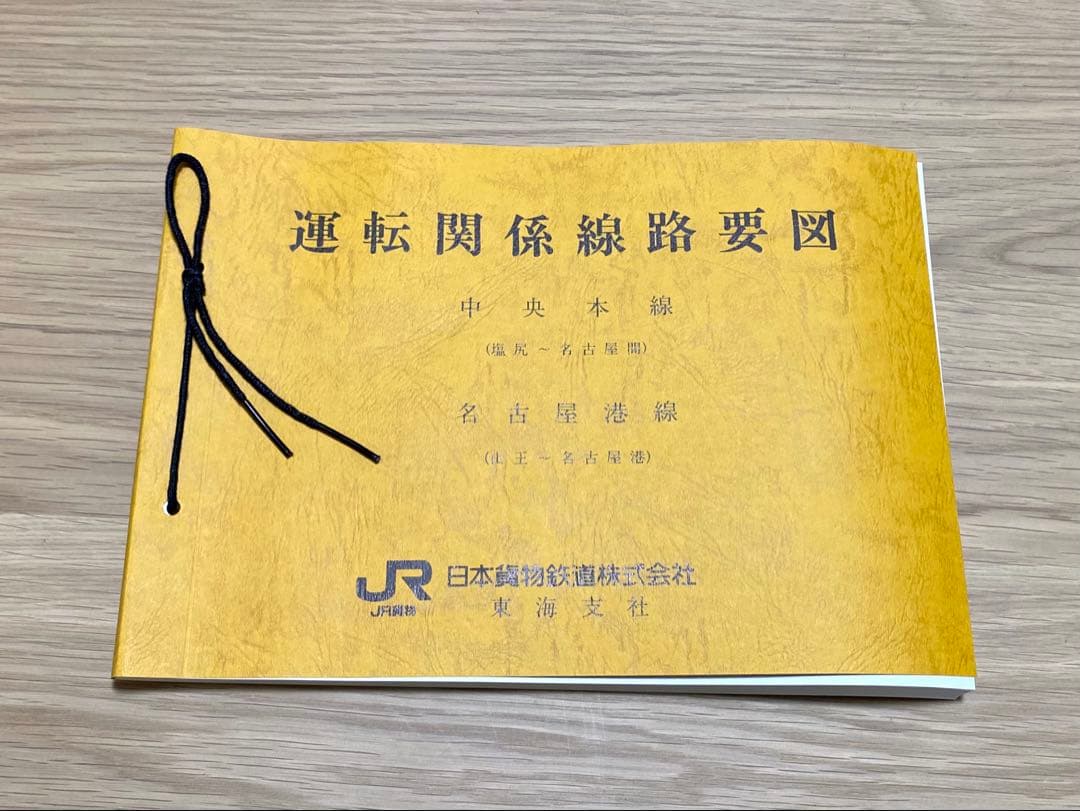 運転関係線路要図
中央本線
(塩尻～名古屋間)
名古屋港線
(山王～名古屋港)
JR 日本貨物鉄道株式会社
JR貨物
東海支社